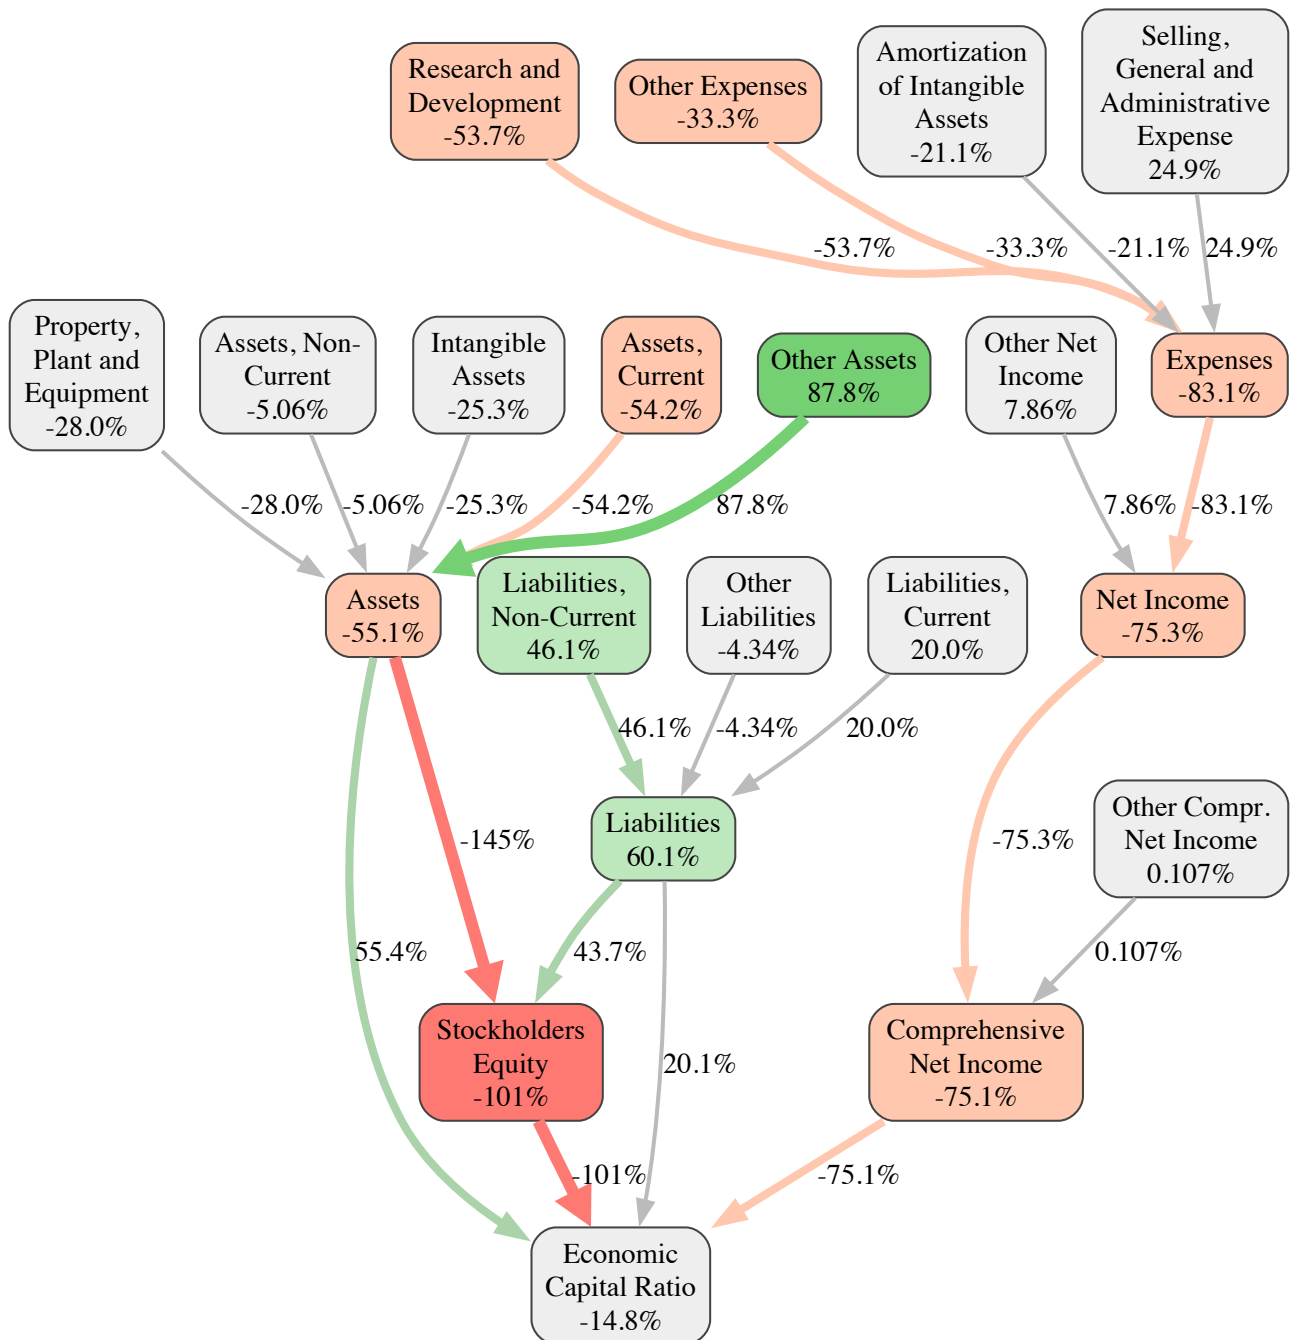 Research and
Development
-53.7%
Other Expenses
-33.3%
Amortization
of Intangible
Assets
-21.1%
Selling,
General and
Administrative
Expense
24.9%
-53.7%
-33.3%
-21.1%
24.9%
Property,
Plant and
Equipment
-28.0%
Assets, Non-
Current
-5.06%
Intangible
Assets
-25.3%
Assets,
Current
-54.2%
Other Assets
87.8%
Other Net
Income
7.86%
Expenses
-83.1%
-28.0%
-5.06%
-25.3%
-54.2%
87.8%
7.86%
-83.1%
Assets
-55.1%
Liabilities,
Non-Current
46.1%
Other
Liabilities
-4.34%
Liabilities,
Current
20.0%
Net Income
-75.3%
46.1%
-4.34%
20.0%
Liabilities
60.1%
-145%
-75.3%
Other Compr.
Net Income
0.107%
55.4%
43.7%
0.107%
Stockholders
Equity
-101%
20.1%
Comprehensive
Net Income
-75.1%
-101%
-75.1%
Economic
Capital Ratio
-14.8%